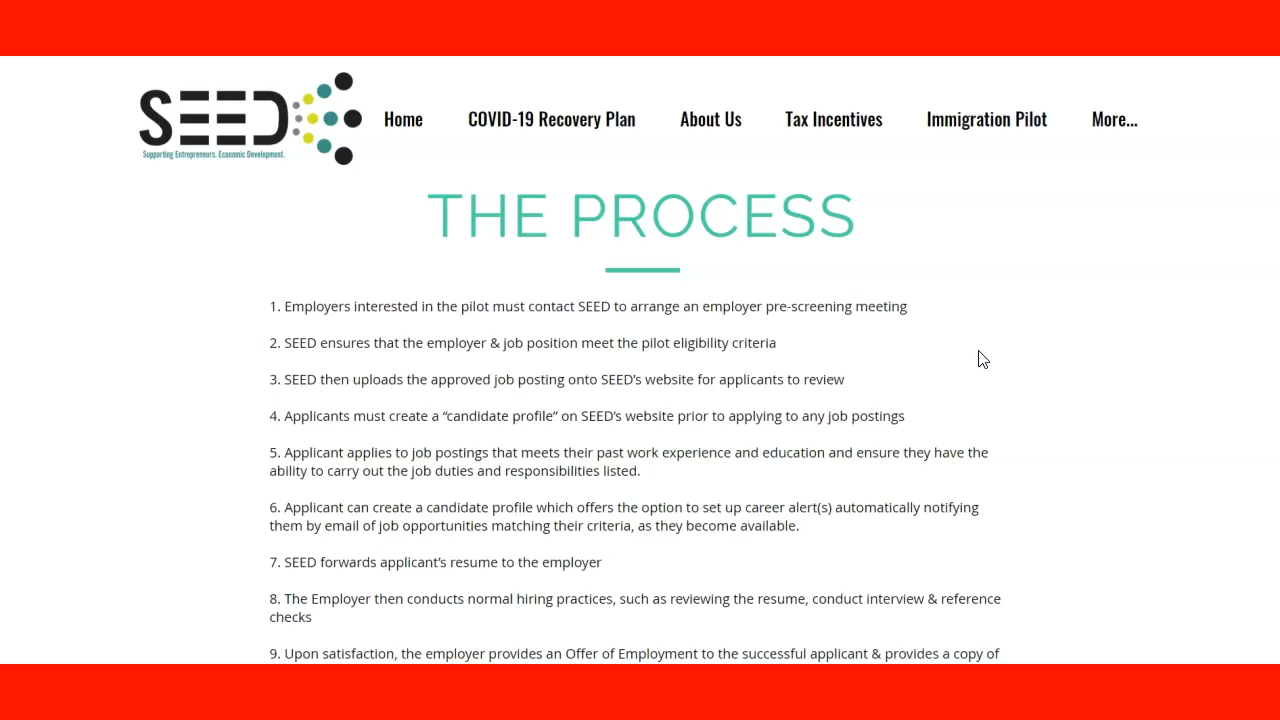 SEED
Supporting Entrepreneurs. Economic Development.
Home COVID-19 Recovery Plan About Us Tax Incentives Immigration Pilot More...
THE PROCESS
1. Employers interested in the pilot must contact SEED to arrange an employer pre-screening meeting
2. SEED ensures that the employer & job position meet the pilot eligibility criteria
3. SEED then uploads the approved job posting onto SEED’s website for applicants to review
4. Applicants must create a “candidate profile” on SEED’s website prior to applying to any job postings
5. Applicant applies to job postings that meets their past work experience and education and ensure they have the
ability to carry out the job duties and responsibilities listed.
6. Applicant can create a candidate profile which offers the option to set up career alert(s) automatically notifying
them by email of job opportunities matching their criteria, as they become available.
7. SEED forwards applicant’s resume to the employer
8. The Employer then conducts normal hiring practices, such as reviewing the resume, conduct interview & reference
checks
9. Upon satisfaction, the employer provides an Offer of Employment to the successful applicant & provides a copy of